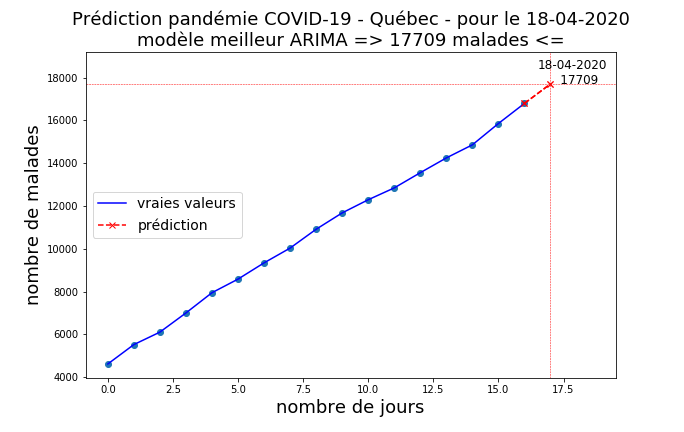 Prédiction pandémie COVID-19 - Québec - pour le 18-04-2020
modèle meilleur ARIMA => 17709 malades <=
18-04-2020
17709
18000
16000
14000
12000
10000
8000
6000
4000
nombre de malades
vraies valeurs
prédiction
0.0 2.5 5.0 7.5 10.0 12.5 15.0 17.5
nombre de jours